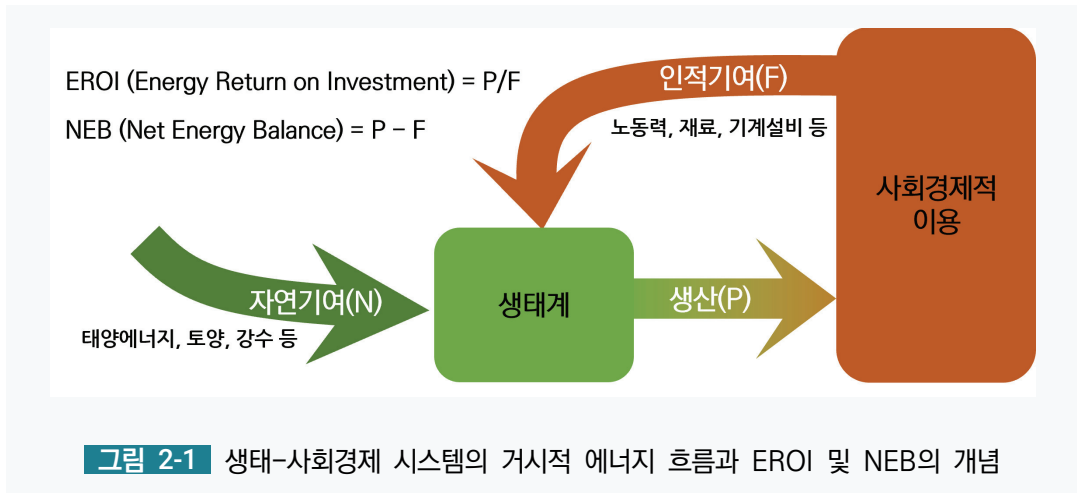 EROI (Energy Return on Investment) = P/F
NEB (Net Energy Balance) = P − F
인적기여(F)
노동력, 재료, 기계설비 등
사회경제적
이용
자연기여(N)
태양에너지, 토양, 강수 등
생태계
생산(P)
그림 2-1 생태-사회경제 시스템의 거시적 에너지 흐름과 EROI 및 NEB의 개념